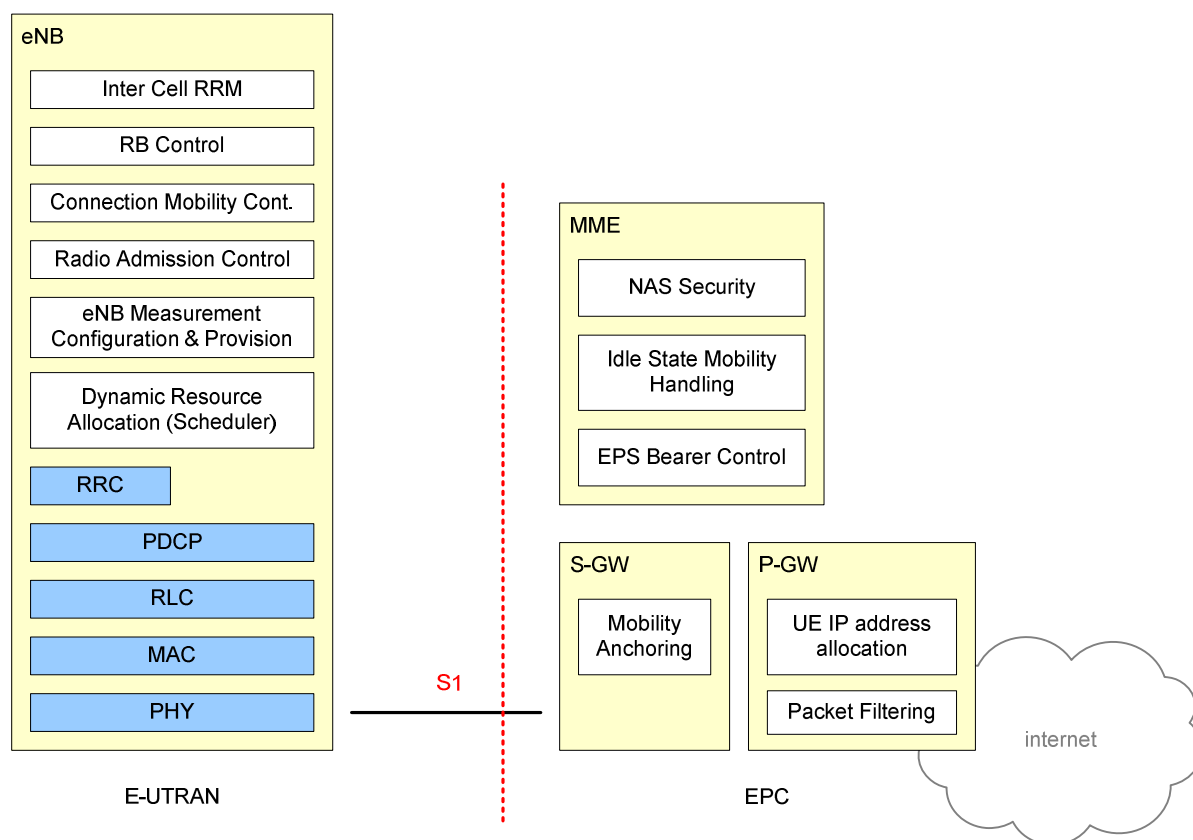 eNB
Inter Cell RRM
RB Control
Connection Mobility Cont.
Radio Admission Control
eNB Measurement
Configuration & Provision
Dynamic Resource
Allocation (Scheduler)
RRC
PDCP
RLC
MAC
PHY
E-UTRAN
S1
MME
NAS Security
Idle State Mobility
Handling
EPS Bearer Control
S-GW
Mobility
Anchoring
P-GW
UE IP address
allocation
Packet Filtering
internet
EPC